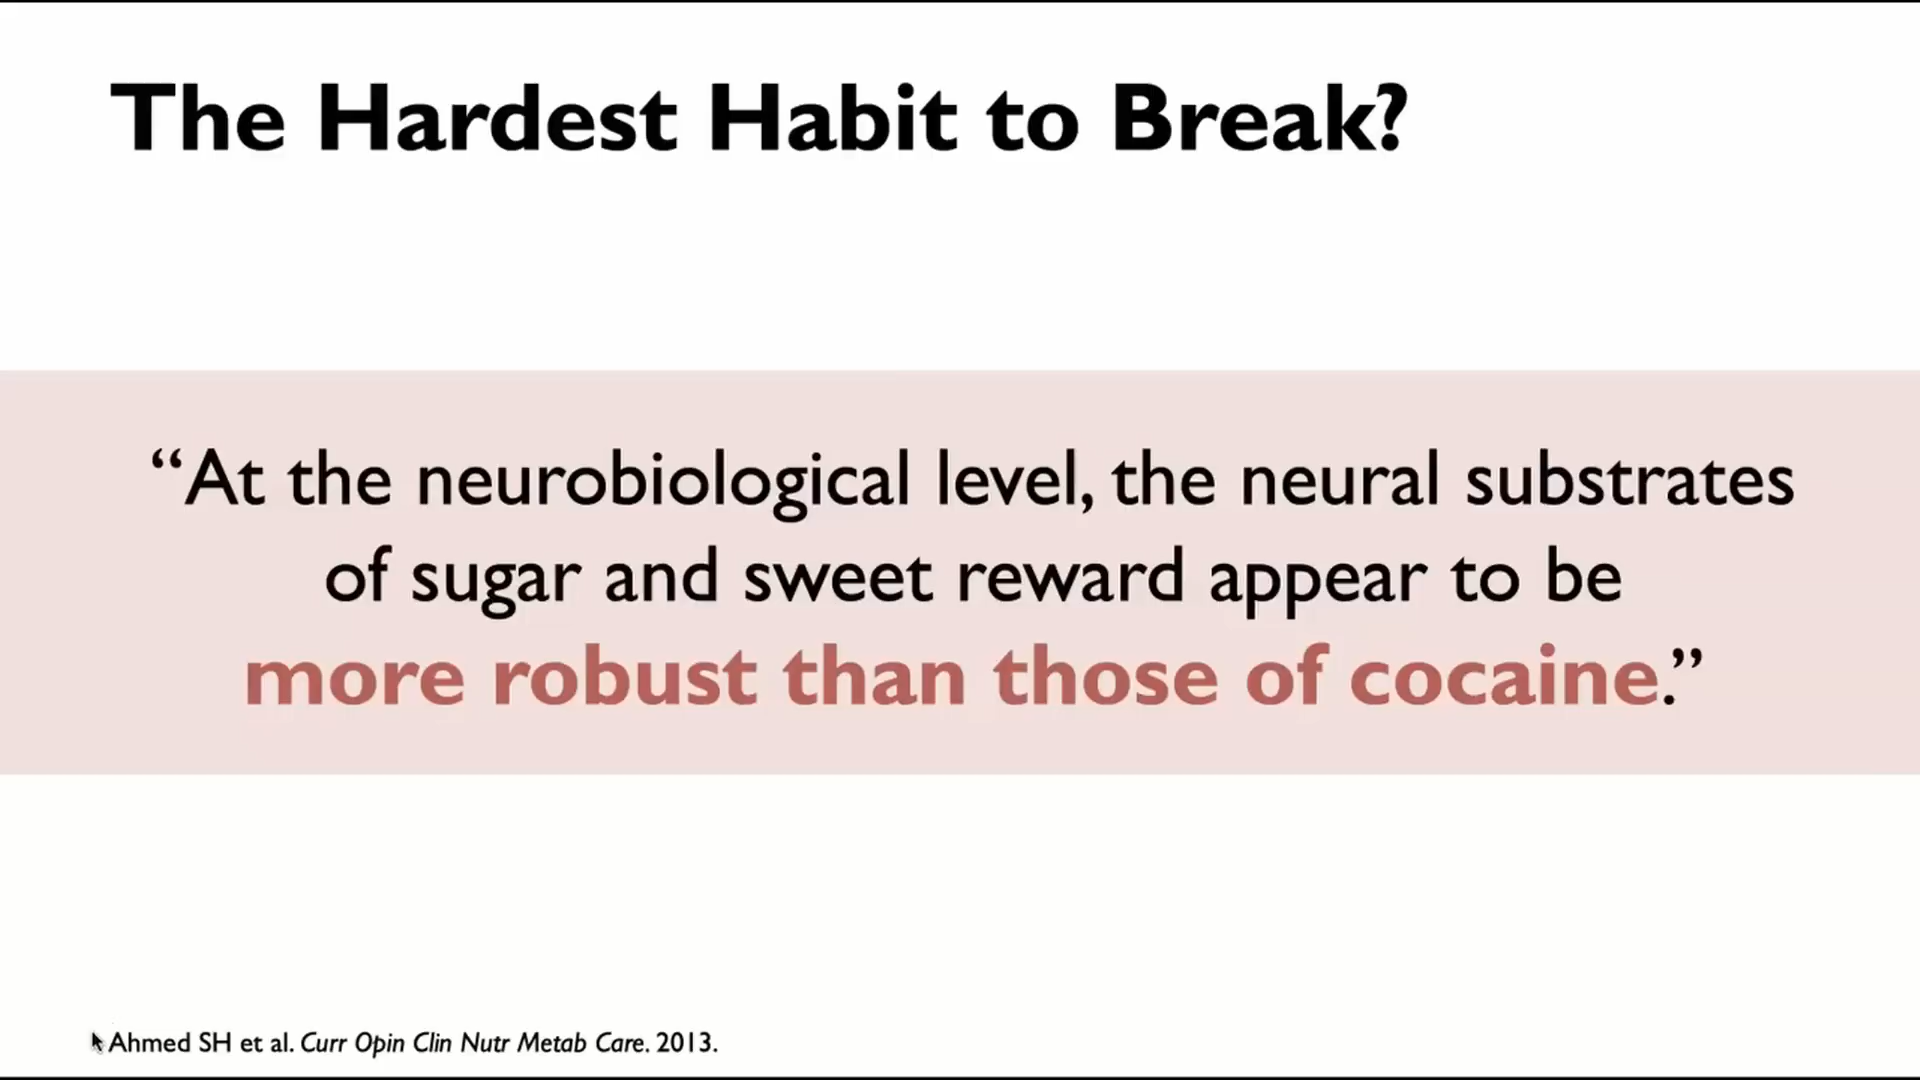 The Hardest Habit to Break?
“At the neurobiological level, the neural substrates
of sugar and sweet reward appear to be
more robust than those of cocaine.”
Ahmed SH et al. Curr Opin Clin Nutr Metab Care. 2013.